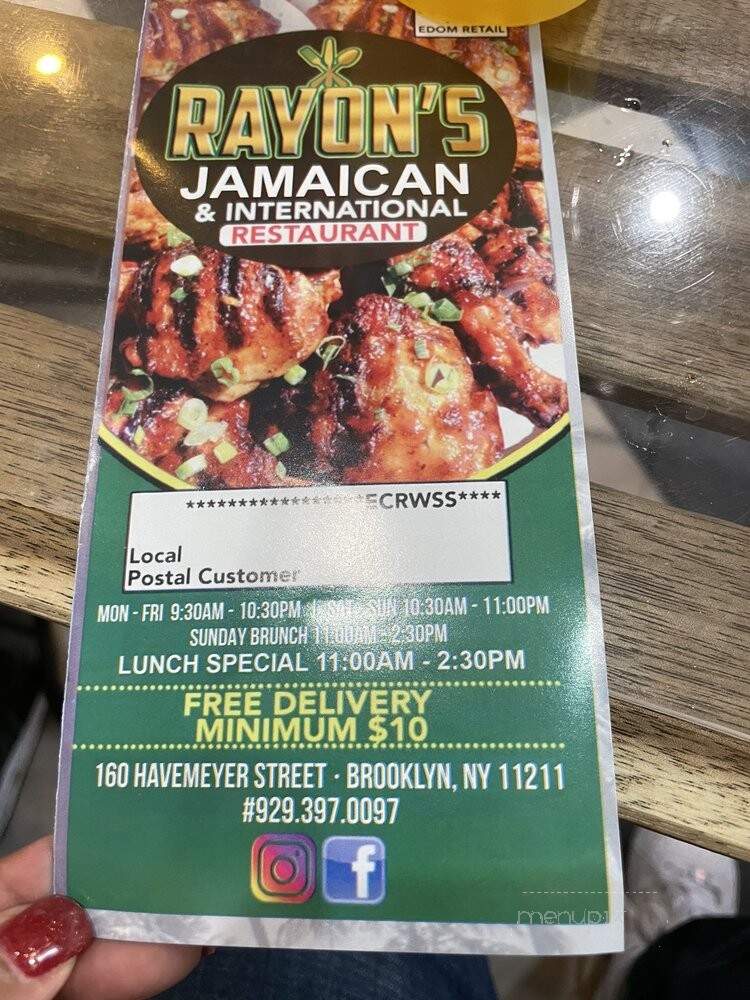 EDOM RETAIL
RAYON'S
JAMAICAN
& INTERNATIONAL
RESTAURANT
******************ECRWSS****
Local
Postal Customer
MON - FRI 9:30AM - 10:30PM | SAT - SUN 10:30AM - 11:00PM
SUNDAY BRUNCH 11:00AM - 2:30PM
LUNCH SPECIAL 11:00AM - 2:30PM
FREE DELIVERY
MINIMUM $10
160 HAVEMEYER STREET · BROOKLYN, NY 11211
#929.397.0097